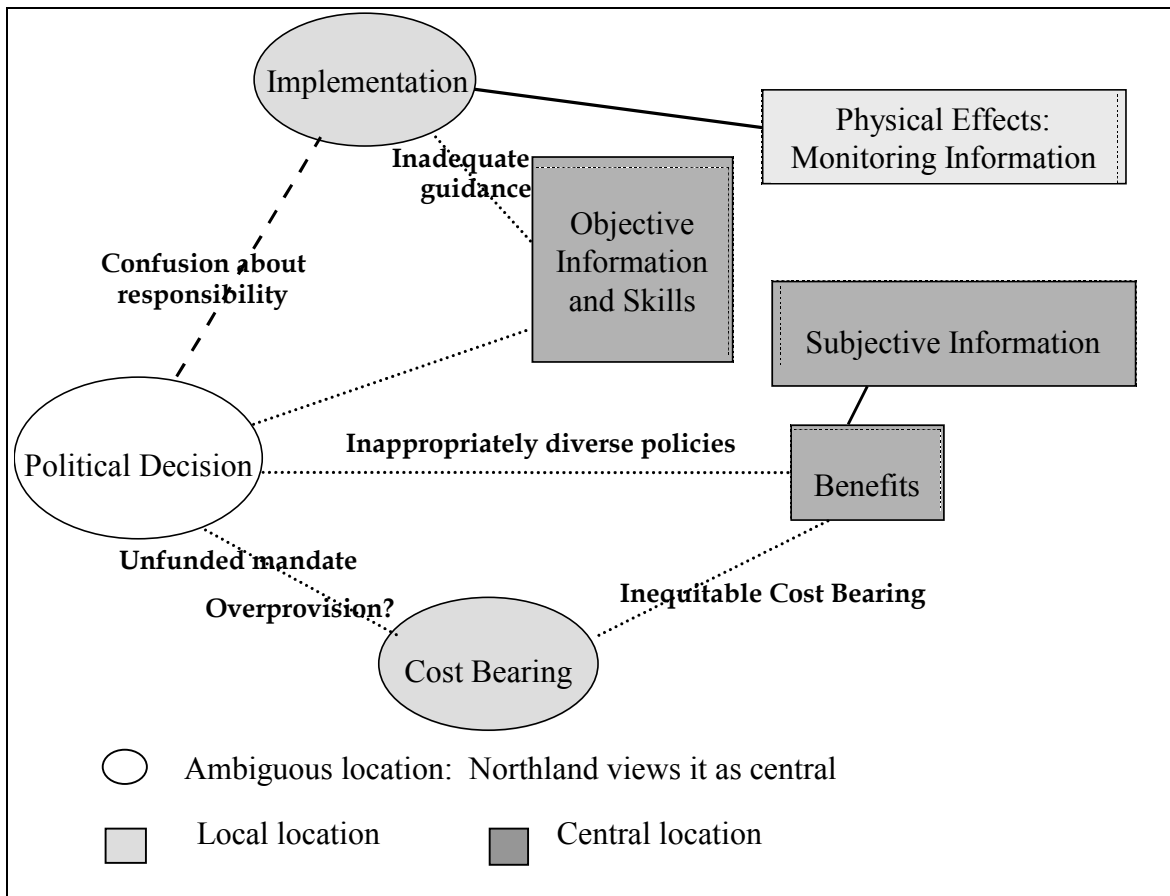 Implementation
Physical Effects:
Monitoring Information
Inadequate
guidance
Objective
Information
and Skills
Confusion about
responsibility
Subjective Information
Political Decision
Inappropriately diverse policies
Benefits
Unfunded mandate
Overprovision?
Inequitable Cost Bearing
Cost Bearing
Ambiguous location: Northland views it as central
Local location
Central location